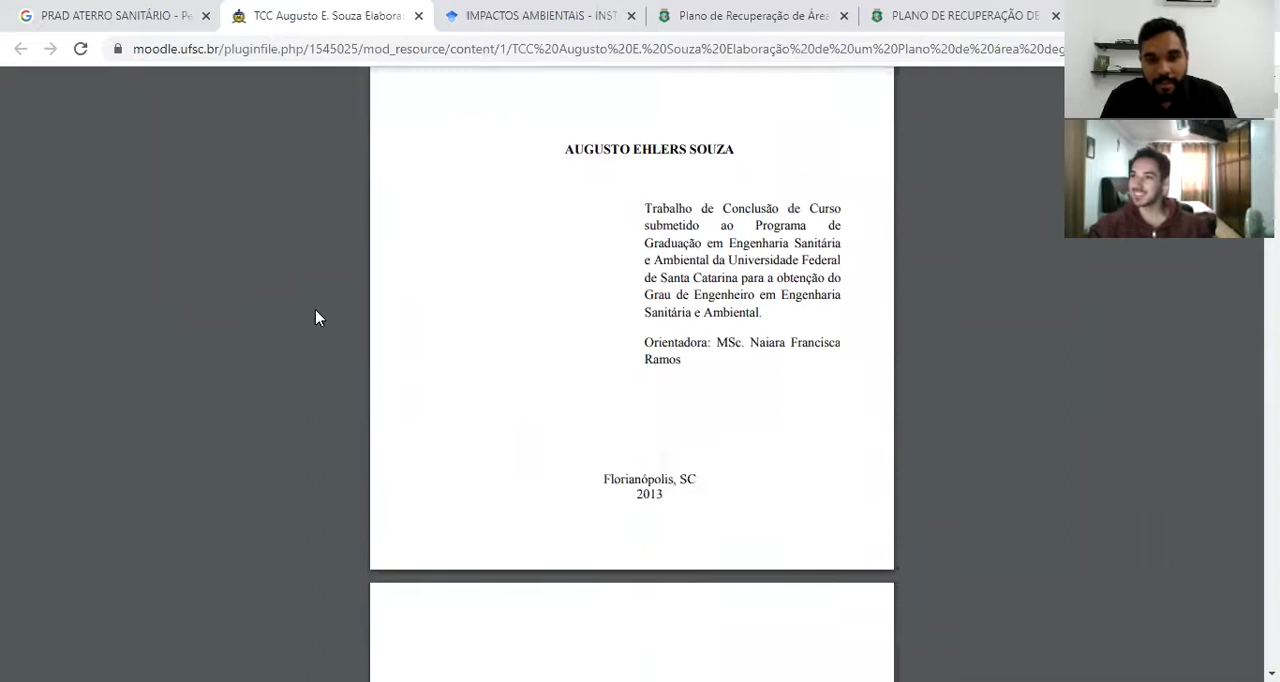 PRAD ATERRO SANITÁRIO - Pe
TCC Augusto E. Souza Elabora
IMPACTOS AMBIENTAIS - INST
Plano de Recuperação de Área
PLANO DE RECUPERAÇÃO DE
moodle.ufsc.br/pluginfile.php/1545025/mod_resource/content/1/TCC%20Augusto%20E.%20Souza%20Elaboração%20de%20um%20Plano%20de%20área%20deg
AUGUSTO EHLERS SOUZA
Trabalho de Conclusão de Curso
submetido ao Programa de
Graduação em Engenharia Sanitária
e Ambiental da Universidade Federal
de Santa Catarina para a obtenção do
Grau de Engenheiro em Engenharia
Sanitária e Ambiental.
Orientadora: MSc. Naiara Francisca
Ramos
Florianópolis, SC
2013